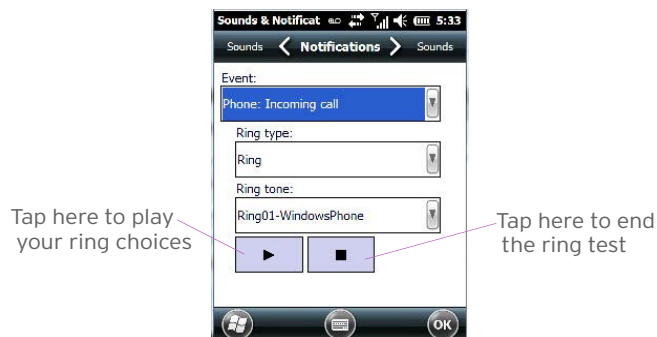 Sounds & Notificat 5:33
Sounds Notifications Sounds
Event:
Phone: Incoming call
Ring type:
Ring
Ring tone:
Ring01-WindowsPhone
Tap here to play
your ring choices
Tap here to end
the ring test
OK